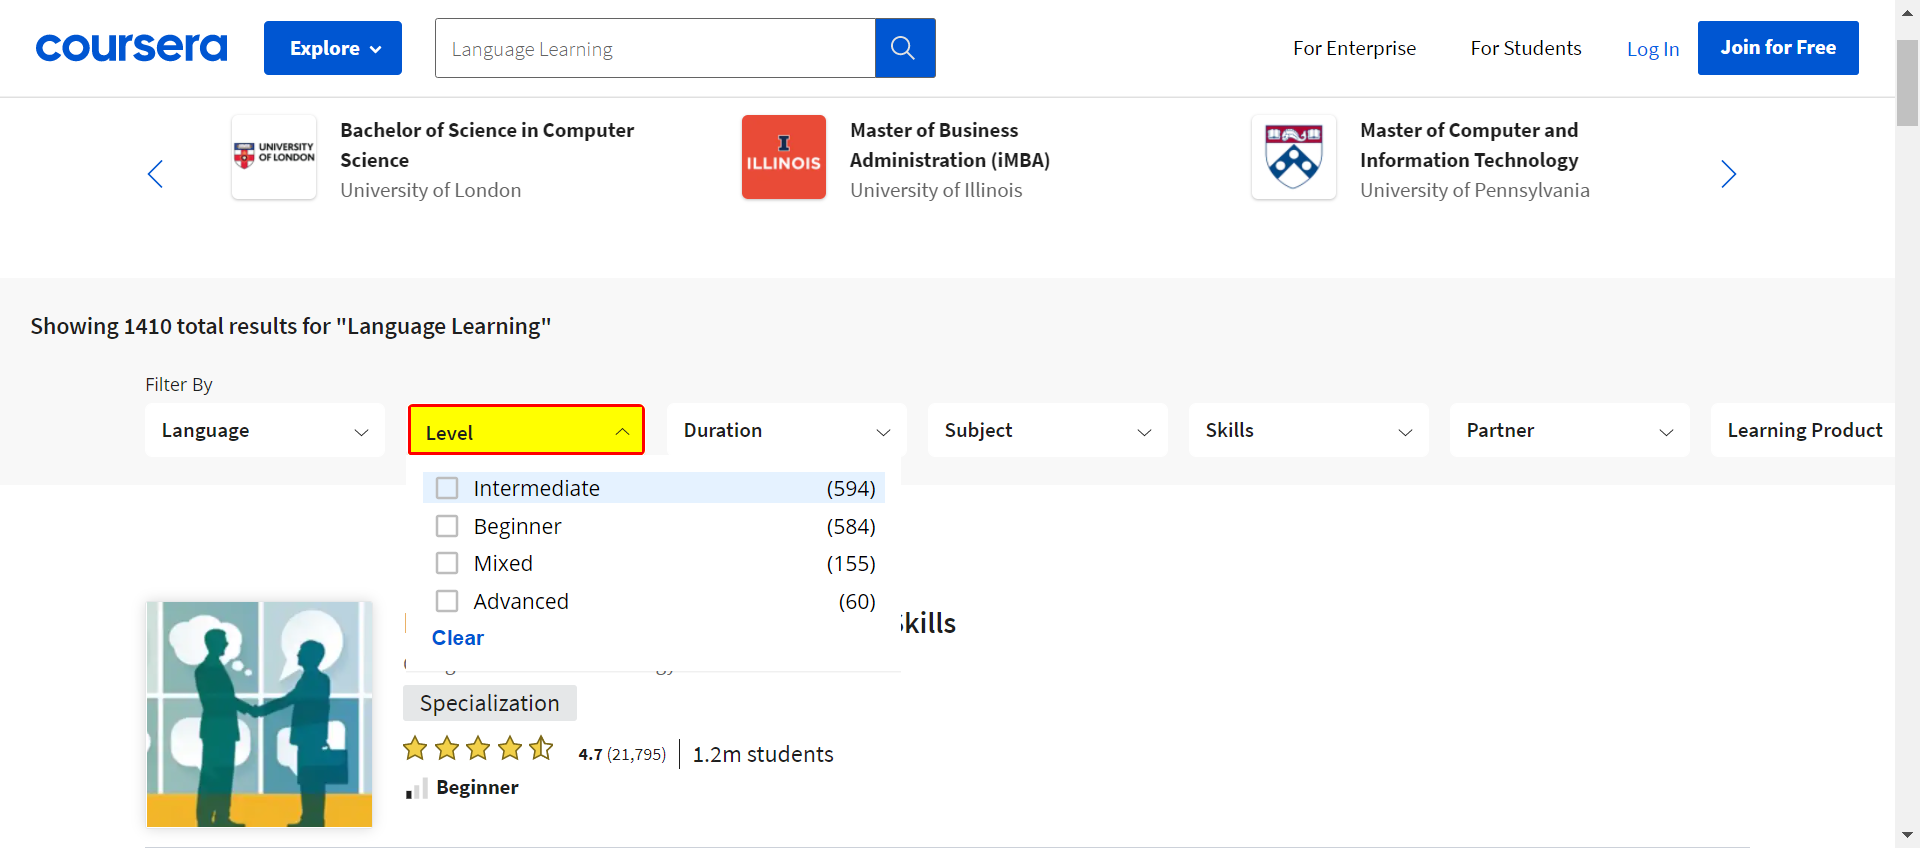 coursera
Explore
Language Learning
For Enterprise
For Students
Log In
Join for Free
UNIVERSITY
OF LONDON
Bachelor of Science in Computer
Science
University of London
I
ILLINOIS
Master of Business
Administration (iMBA)
University of Illinois
Master of Computer and
Information Technology
University of Pennsylvania
Showing 1410 total results for "Language Learning"
Filter By
Language
Level
Duration
Subject
Skills
Partner
Learning Product
Intermediate (594)
Beginner (584)
Mixed (155)
Advanced (60)
Clear
Skills
Specialization
4.7 (21,795)
1.2m students
Beginner